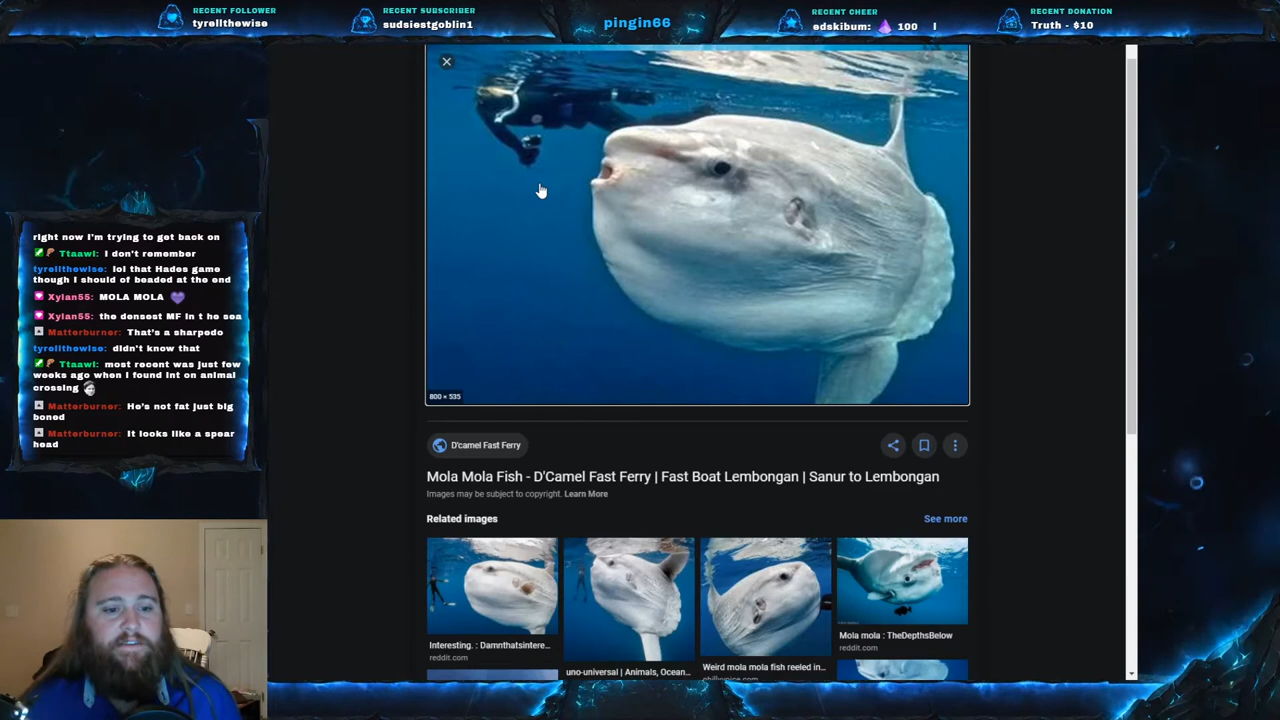 RECENT FOLLOWER
tyrellthewise
RECENT SUBSCRIBER
sudsiestgoblin1
pingin66
RECENT CHEER
edskibum: 100
RECENT DONATION
Truth - $10
right now I'm trying to get back on
Ttaawi: I don't remember
tyrellthewise: lol that Hades game
though I should of beaded at the end
Xylan55: MOLA MOLA
Xylan55: the densest MF in t he sea
Matterburner: That's a sharpedo
tyrellthewise: didn't know that
Ttaawi: most recent was just few
weeks ago when I found int on animal
crossing
Matterburner: He's not fat just big
boned
Matterburner: It looks like a spear
head
800 × 535
D'camel Fast Ferry
Mola Mola Fish - D'Camel Fast Ferry | Fast Boat Lembongan | Sanur to Lembongan
Images may be subject to copyright. Learn More
Related images
See more
Interesting. : Damnthatsintere...
reddit.com
uno-universal | Animals, Ocean...
Weird mola mola fish reeled in...
Mola mola : TheDepthsBelow
reddit.com